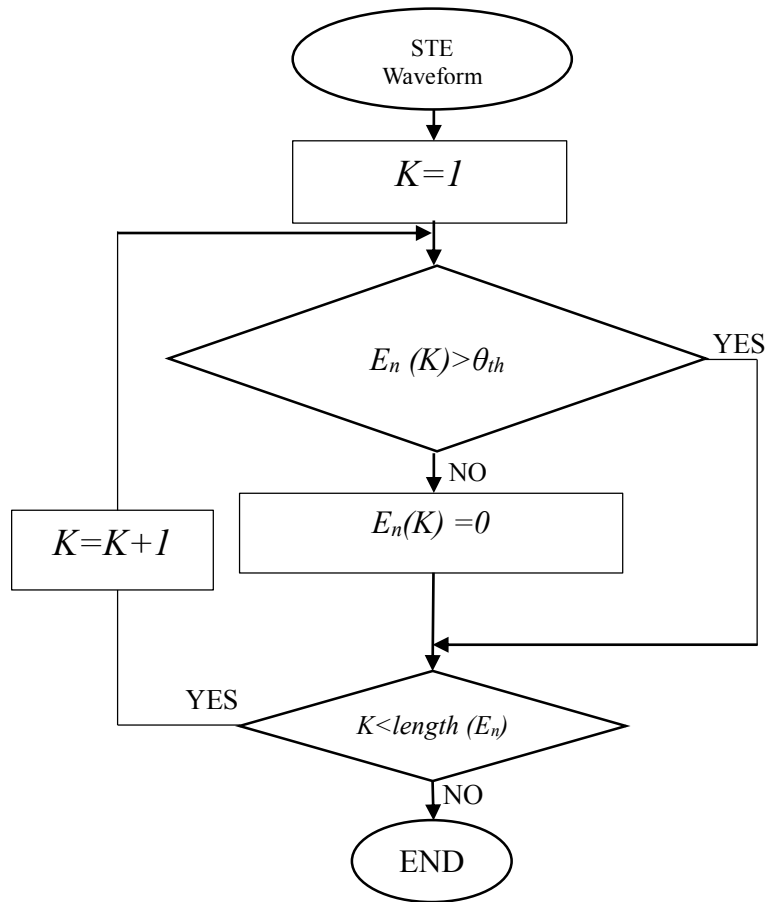 STE
Waveform
K=1
Eₙ (K)>θₜₕ
YES
NO
Eₙ(K) =0
K=K+1
YES
K<length (Eₙ)
NO
END